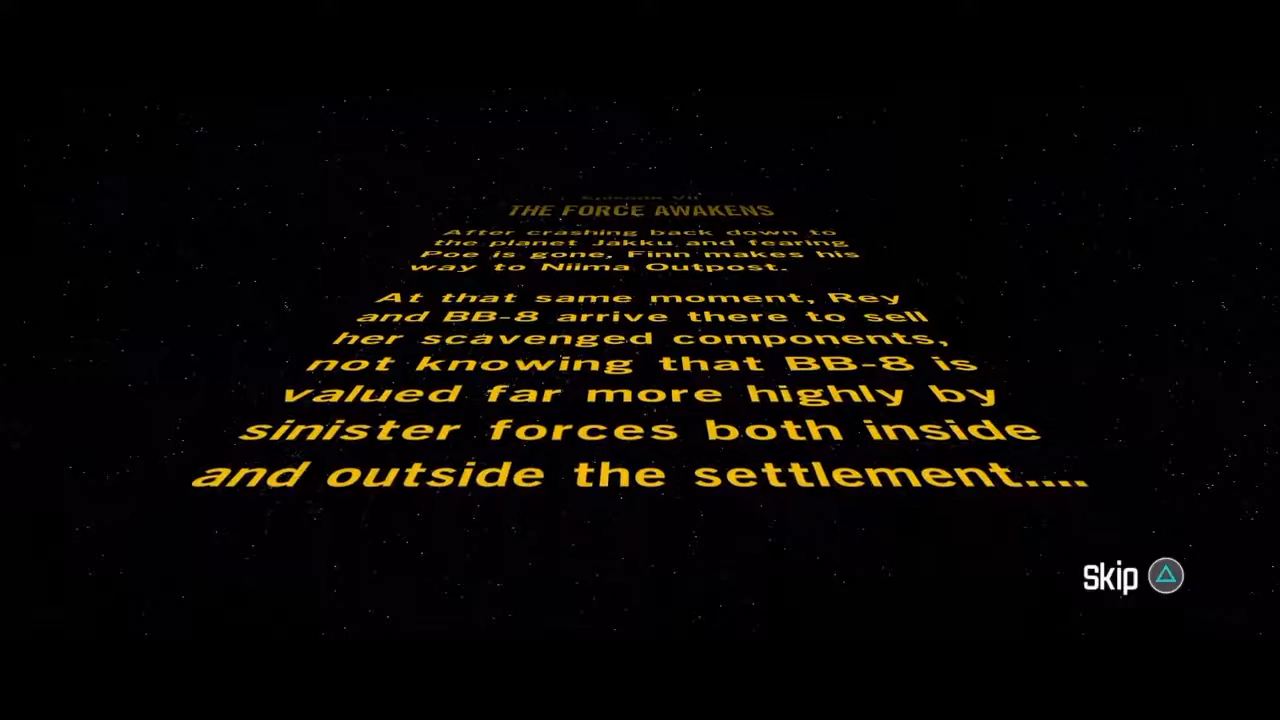 Episode VII
THE FORCE AWAKENS
After crashing back down to
the planet Jakku and fearing
Poe is gone, Finn makes his
way to Niima Outpost.
At that same moment, Rey
and BB-8 arrive there to sell
her scavenged components,
not knowing that BB-8 is
valued far more highly by
sinister forces both inside
and outside the settlement....
Skip